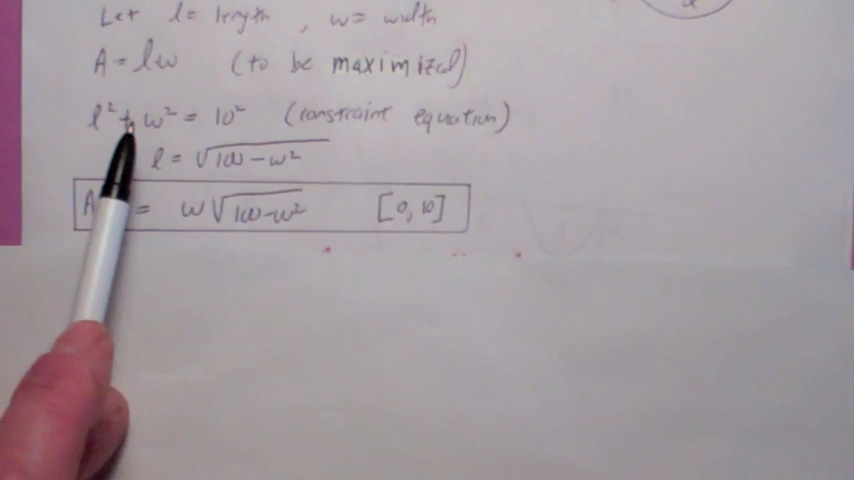 Let l = length , w = width
A = lw (to be maximized)
l² + w² = 10² (constraint equation)
l = √100 - w²
A = w√100-w² [0, 10]